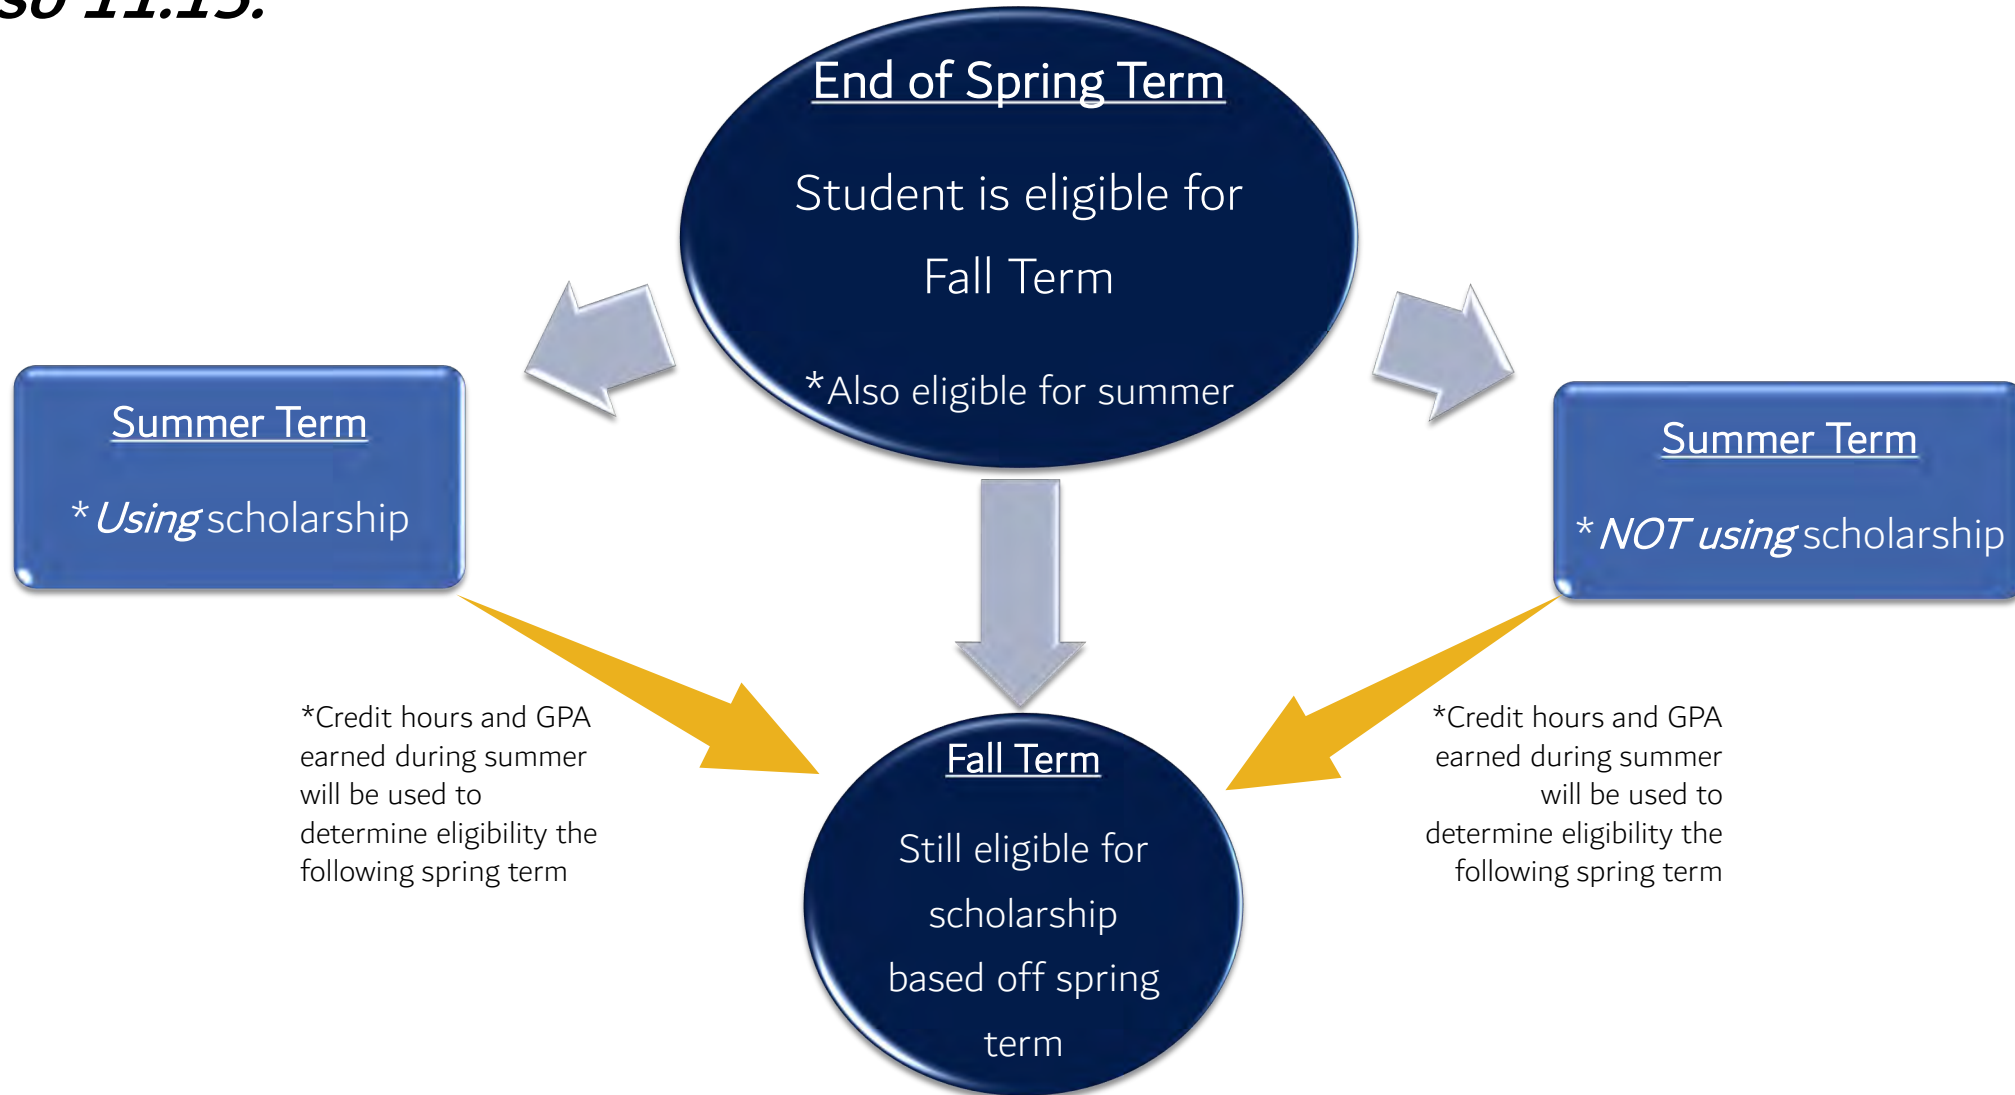 so 11.15.
End of Spring Term
Student is eligible for
Fall Term
*Also eligible for summer
Summer Term
*Using scholarship
Summer Term
*NOT using scholarship
*Credit hours and GPA
earned during summer
will be used to
determine eligibility the
following spring term
*Credit hours and GPA
earned during summer
will be used to
determine eligibility the
following spring term
Fall Term
Still eligible for
scholarship
based off spring
term